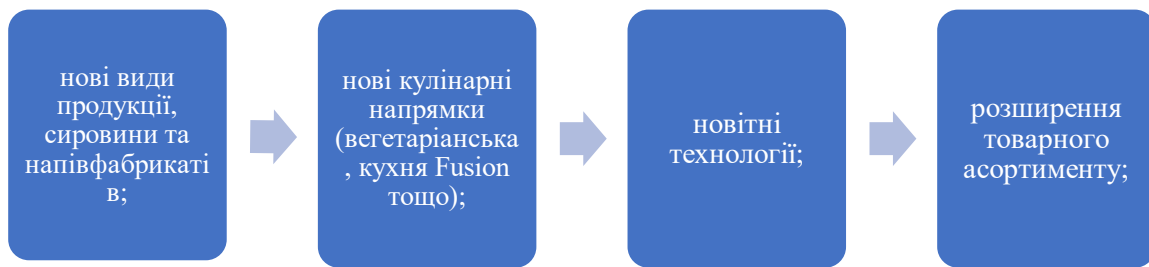 нові види
продукції,
сировини та
напівфабрикаті
в;
нові кулінарні
напрямки
(вегетаріанська
, кухня Fusion
тощо);
новітні
технології;
розширення
товарного
асортименту;